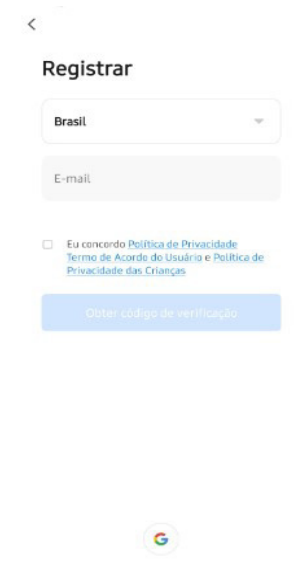 Registrar
Brasil
E-mail
Eu concordo Política de Privacidade
Termo de Acordo do Usuário e Política de
Privacidade das Crianças
Obter código de verificação